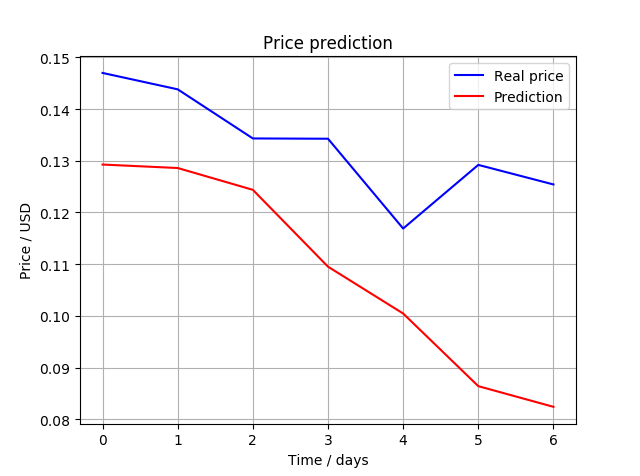 Price prediction
Real price
Prediction
0.15
0.14
0.13
0.12
0.11
0.10
0.09
0.08
Price / USD
0 1 2 3 4 5 6
Time / days